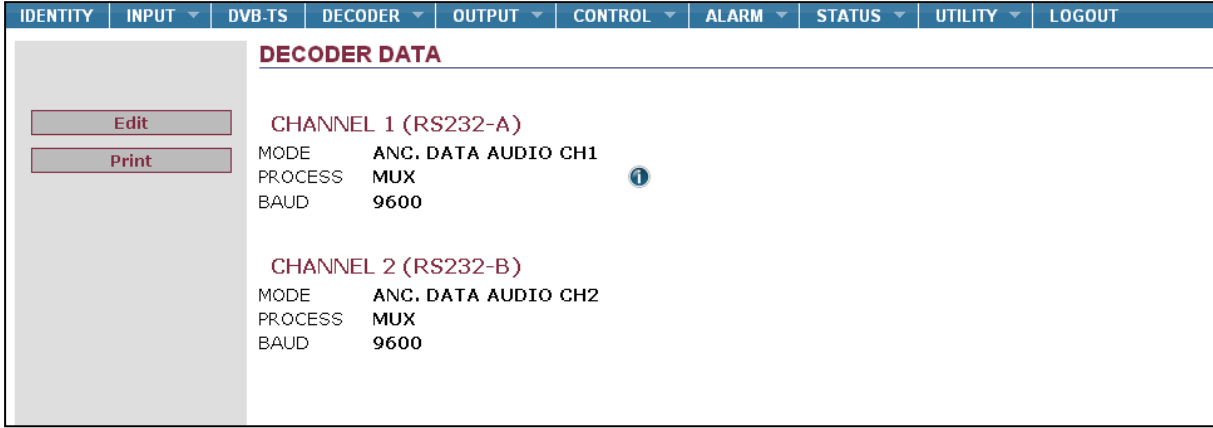 IDENTITY INPUT DVB-TS DECODER OUTPUT CONTROL ALARM STATUS UTILITY LOGOUT
DECODER DATA
Edit
Print
CHANNEL 1 (RS232-A)
MODE ANC. DATA AUDIO CH1
PROCESS MUX
BAUD 9600
CHANNEL 2 (RS232-B)
MODE ANC. DATA AUDIO CH2
PROCESS MUX
BAUD 9600